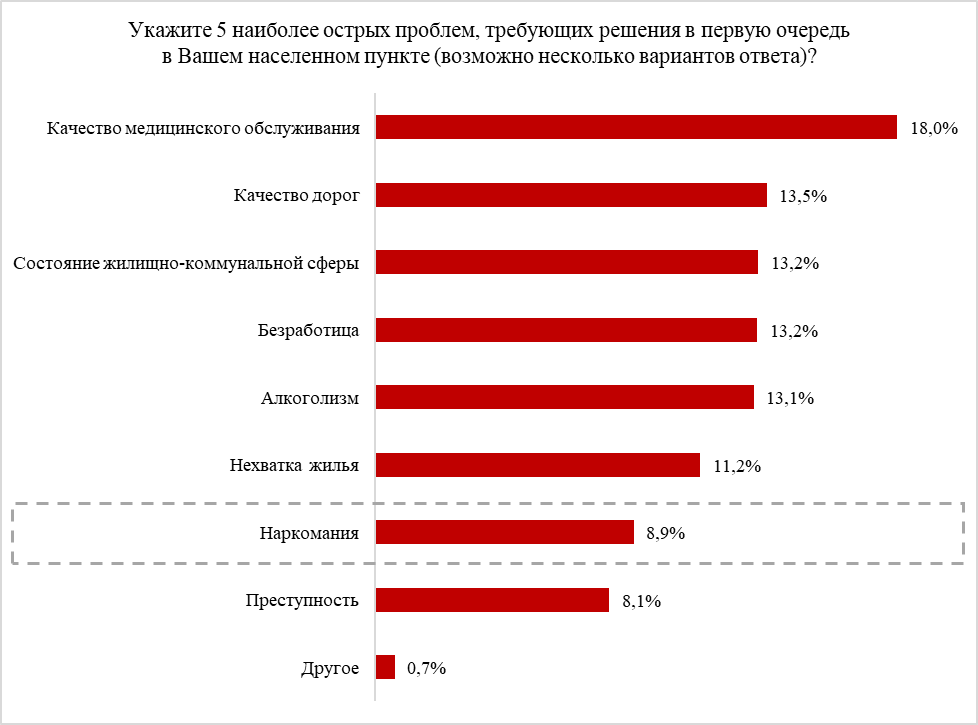 Укажите 5 наиболее острых проблем, требующих решения в первую очередь
в Вашем населенном пункте (возможно несколько вариантов ответа)?
Качество медицинского обслуживания 18,0%
Качество дорог 13,5%
Состояние жилищно-коммунальной сферы 13,2%
Безработица 13,2%
Алкоголизм 13,1%
Нехватка жилья 11,2%
Наркомания 8,9%
Преступность 8,1%
Другое 0,7%